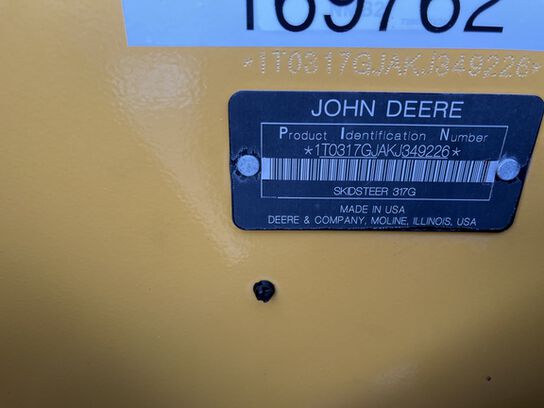 169762
*1T0317GJAKJ349226*
JOHN DEERE
Product Identification Number
*1T0317GJAKJ349226*
SKIDSTEER 317G
MADE IN USA
DEERE & COMPANY, MOLINE, ILLINOIS, USA